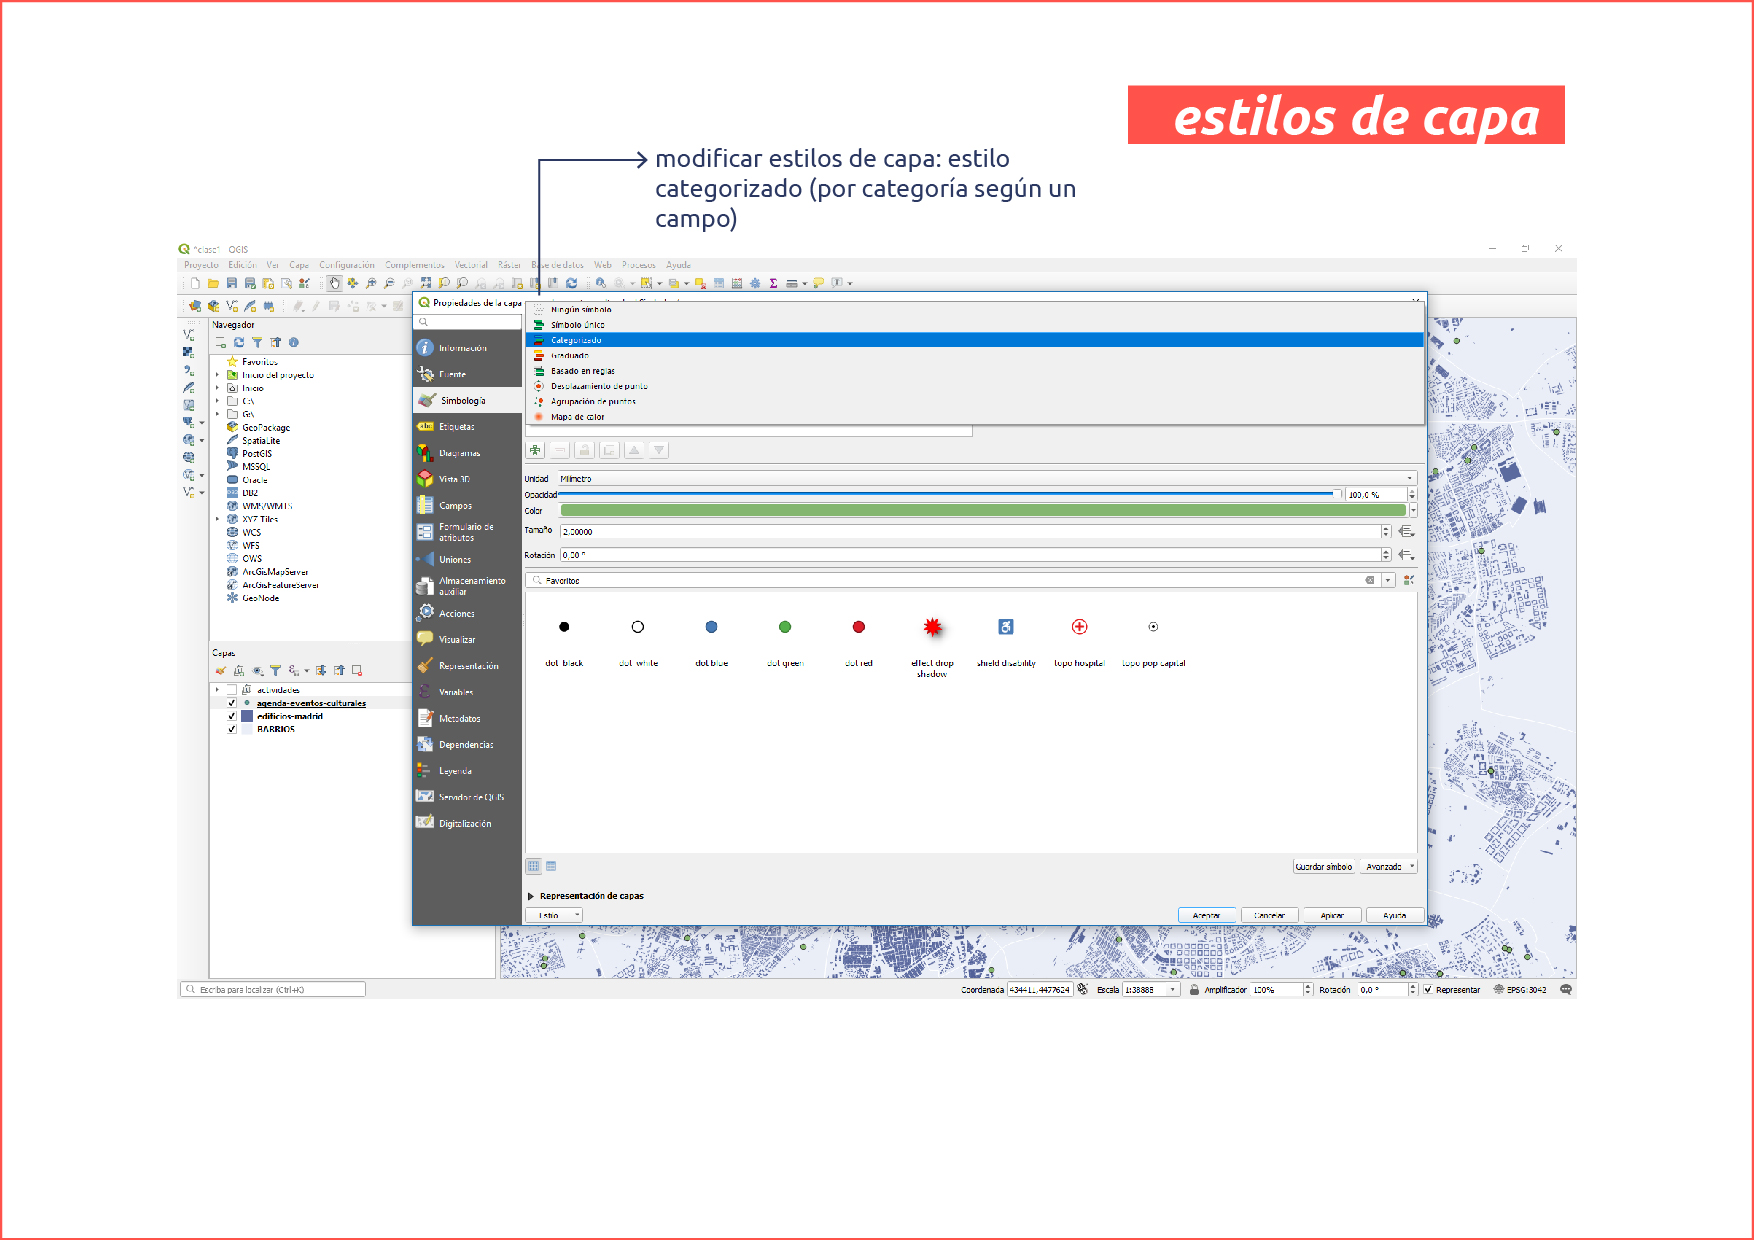 estilos de capa
modificar estilos de capa: estilo
categorizado (por categoría según un
campo)
*clase* QGIS
Proyecto Edición Ver Capa Configuración Complementos Vectorial Ráster Base de datos Web Procesos Ayuda
Propiedades de la capa
Ningún símbolo
Símbolo único
Categorizado
Graduado
Basado en reglas
Desplazamiento de punto
Agrupación de puntos
Mapa de calor
Navegador
Favoritos
Inicio del proyecto
Inicio
C:\
G:\
GeoPackage
SpatiaLite
PostGIS
MSSQL
Oracle
DB2
WMS/WMTS
XYZ Tiles
WCS
WFS
OWS
ArcGisMapServer
ArcGisFeatureServer
GeoNode
Capas
actividades
agenda-eventos-culturales
edificios-madrid
BARRIOS
Información
Fuente
Simbología
Etiquetas
abc
Diagramas
Vista 3D
Campos
Formulario de
atributos
Uniones
Almacenamiento
auxiliar
Acciones
Visualizar
Representación
Variables
Metadatos
Dependencias
Leyenda
Servidor de QGIS
Digitalización
Unidad Milímetro
Opacidad 100,0 %
Color
Tamaño 2,00000
Rotación 0,00 °
Favoritos
dot black dot white dot blue dot green dot red effect drop shield disability topo hospital topo pop capital
shadow
Guardar símbolo Avanzado
Representación de capas
Estilo Aceptar Cancelar Aplicar Ayuda
Escriba para localizar (Ctrl+K) Coordenada 434411,4477624 Escala 1:38888 Amplificador 100% Rotación 0,0 ° Representar EPSG:3042